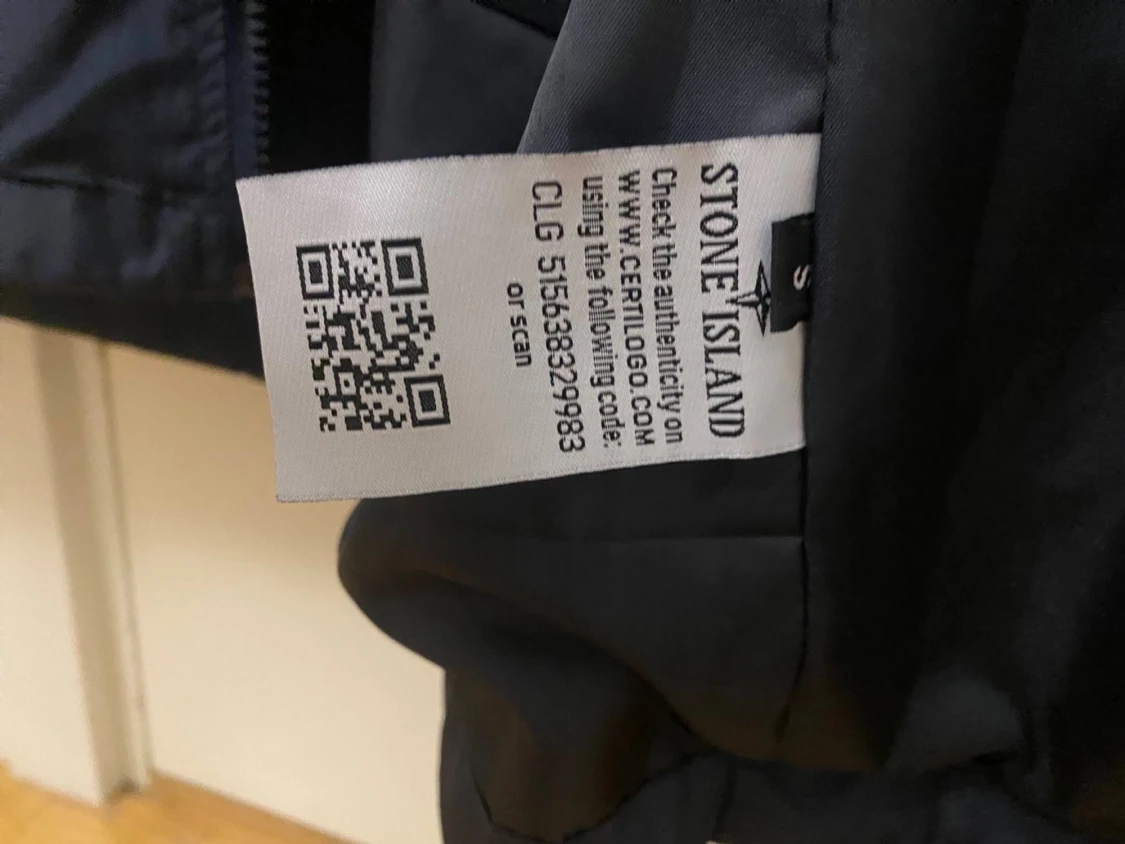 S
STONE ISLAND
Check the authenticity on
WWW.CERTILOGO.COM
using the following code:
CLG 515638329983
or scan